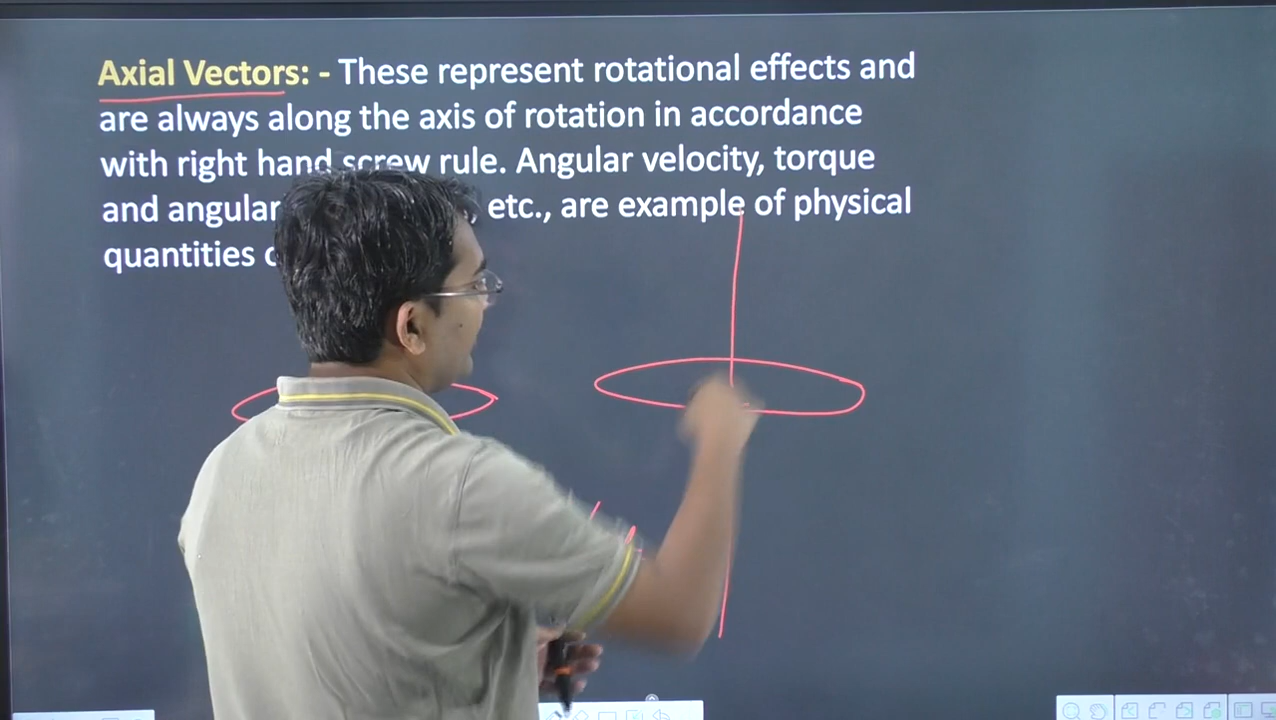 Axial Vectors: - These represent rotational effects and
are always along the axis of rotation in accordance
with right hand screw rule. Angular velocity, torque
and angular etc., are example of physical
quantities